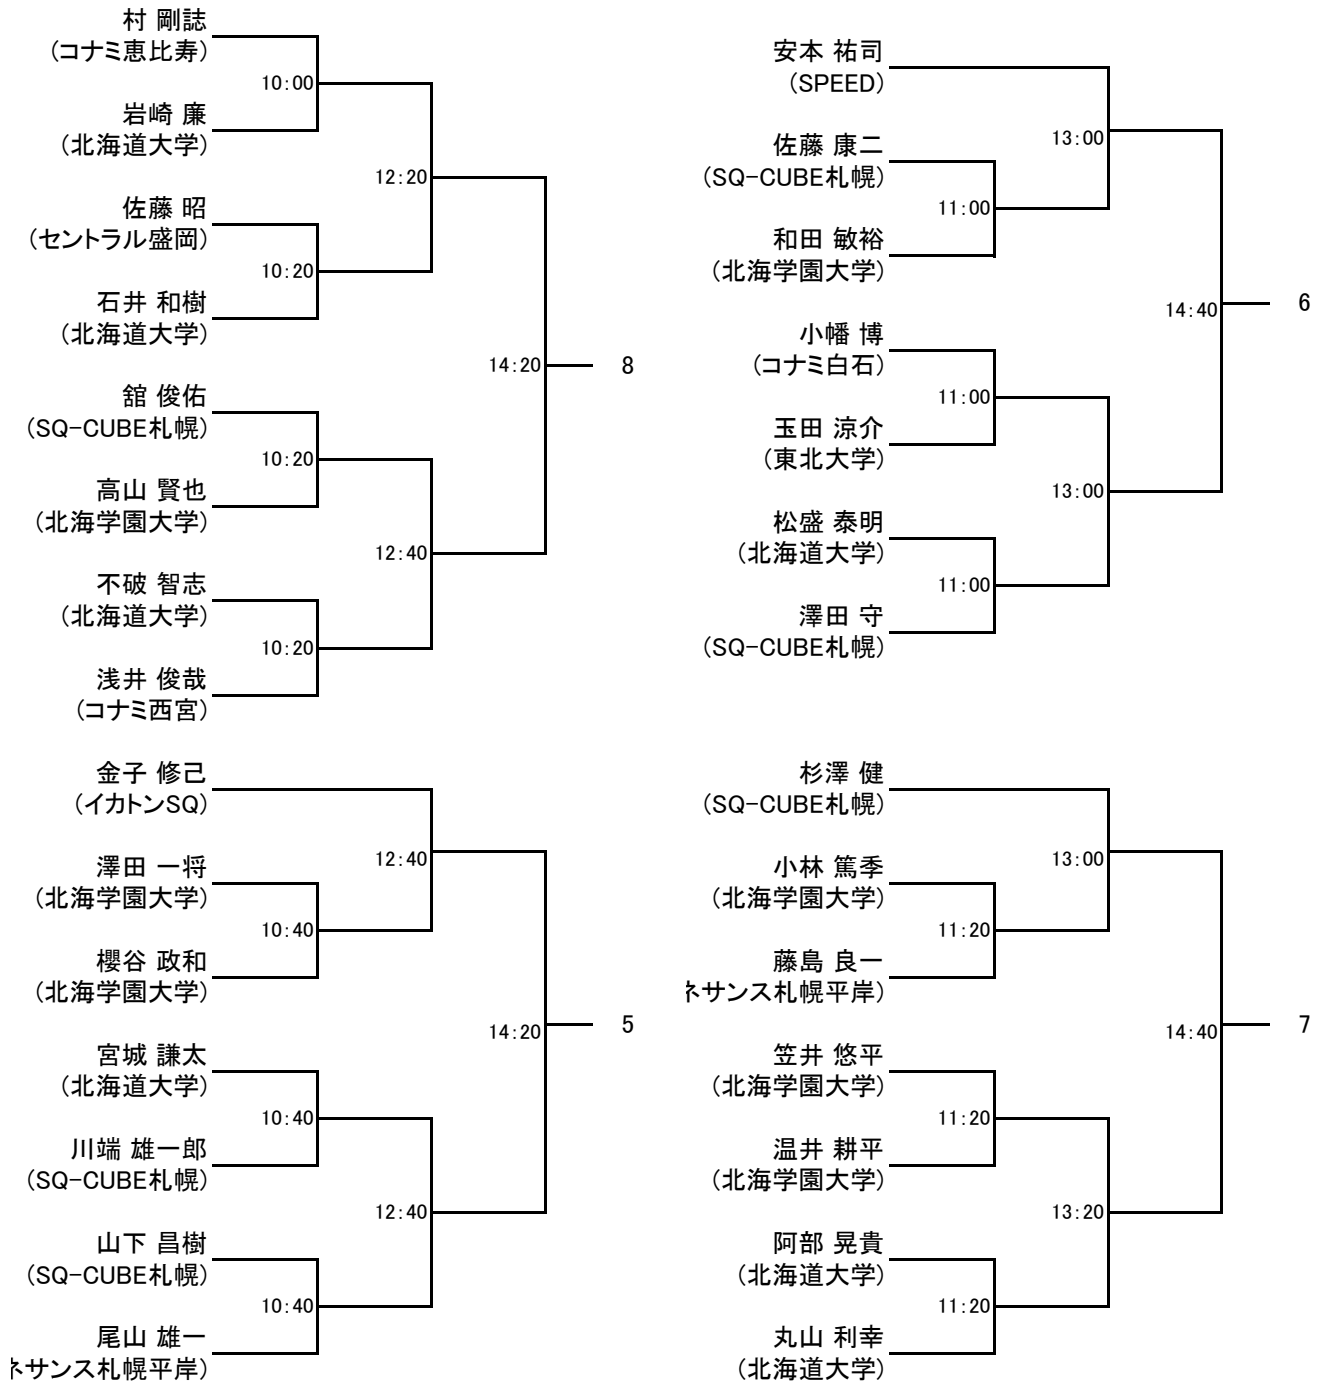 村 剛誌
(コナミ恵比寿)
10:00
岩崎 廉
(北海道大学)
12:20
佐藤 昭
(セントラル盛岡)
10:20
石井 和樹
(北海道大学)
14:20
8
舘 俊佑
(SQ-CUBE札幌)
10:20
高山 賢也
(北海学園大学)
12:40
不破 智志
(北海道大学)
10:20
浅井 俊哉
(コナミ西宮)
安本 祐司
(SPEED)
13:00
佐藤 康二
(SQ-CUBE札幌)
11:00
和田 敏裕
(北海学園大学)
14:40
6
小幡 博
(コナミ白石)
11:00
玉田 涼介
(東北大学)
13:00
松盛 泰明
(北海道大学)
11:00
澤田 守
(SQ-CUBE札幌)
金子 修己
(イカトンSQ)
12:40
澤田 一将
(北海学園大学)
10:40
櫻谷 政和
(北海学園大学)
14:20
5
宮城 謙太
(北海道大学)
10:40
川端 雄一郎
(SQ-CUBE札幌)
12:40
山下 昌樹
(SQ-CUBE札幌)
10:40
尾山 雄一
ネサンス札幌平岸)
杉澤 健
(SQ-CUBE札幌)
13:00
小林 篤季
(北海学園大学)
11:20
藤島 良一
ネサンス札幌平岸)
14:40
7
笠井 悠平
(北海学園大学)
11:20
温井 耕平
(北海学園大学)
13:20
阿部 晃貴
(北海道大学)
11:20
丸山 利幸
(北海道大学)